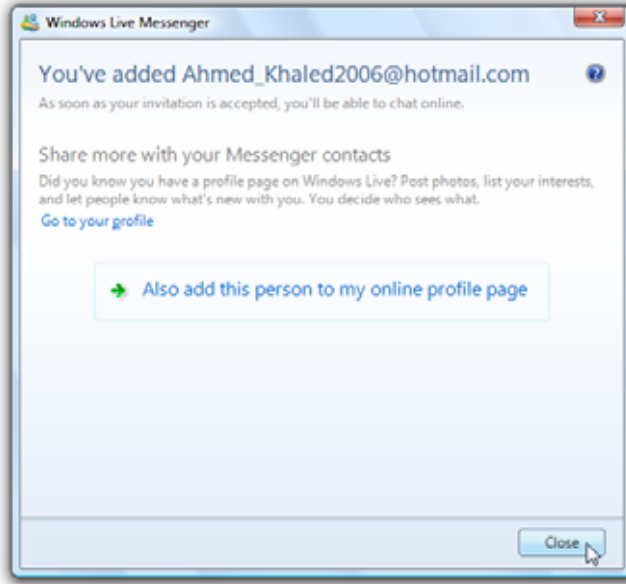 Windows Live Messenger
You've added Ahmed_Khaled2006@hotmail.com
As soon as your invitation is accepted, you'll be able to chat online.
Share more with your Messenger contacts
Did you know you have a profile page on Windows Live? Post photos, list your interests,
and let people know what's new with you. You decide who sees what.
Go to your profile
Also add this person to my online profile page
Close